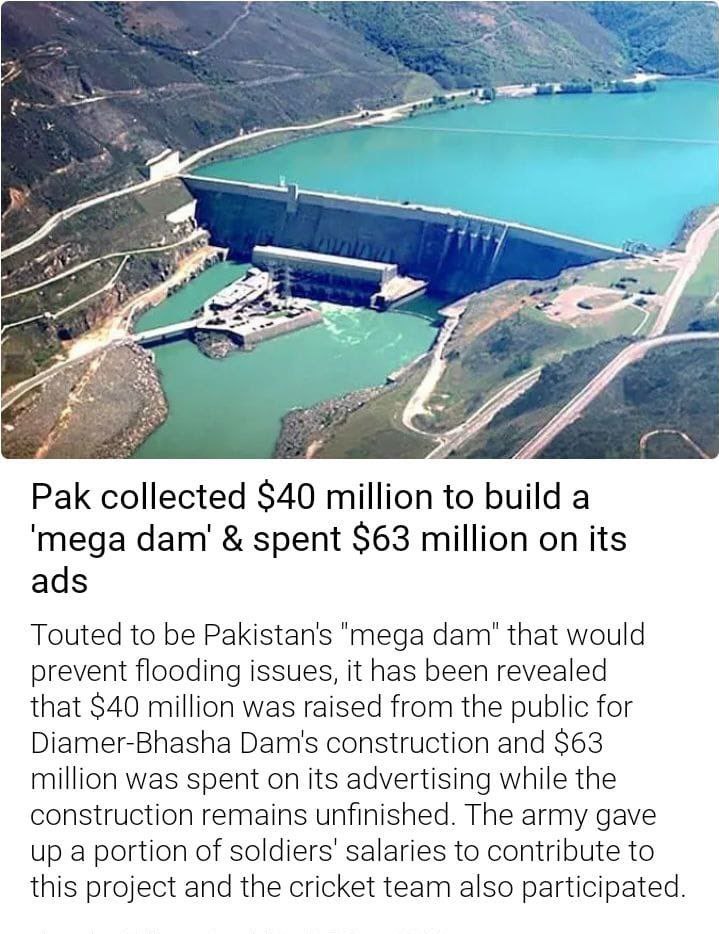 Pak collected $40 million to build a
'mega dam' & spent $63 million on its
ads
Touted to be Pakistan's "mega dam" that would
prevent flooding issues, it has been revealed
that $40 million was raised from the public for
Diamer-Bhasha Dam's construction and $63
million was spent on its advertising while the
construction remains unfinished. The army gave
up a portion of soldiers' salaries to contribute to
this project and the cricket team also participated.